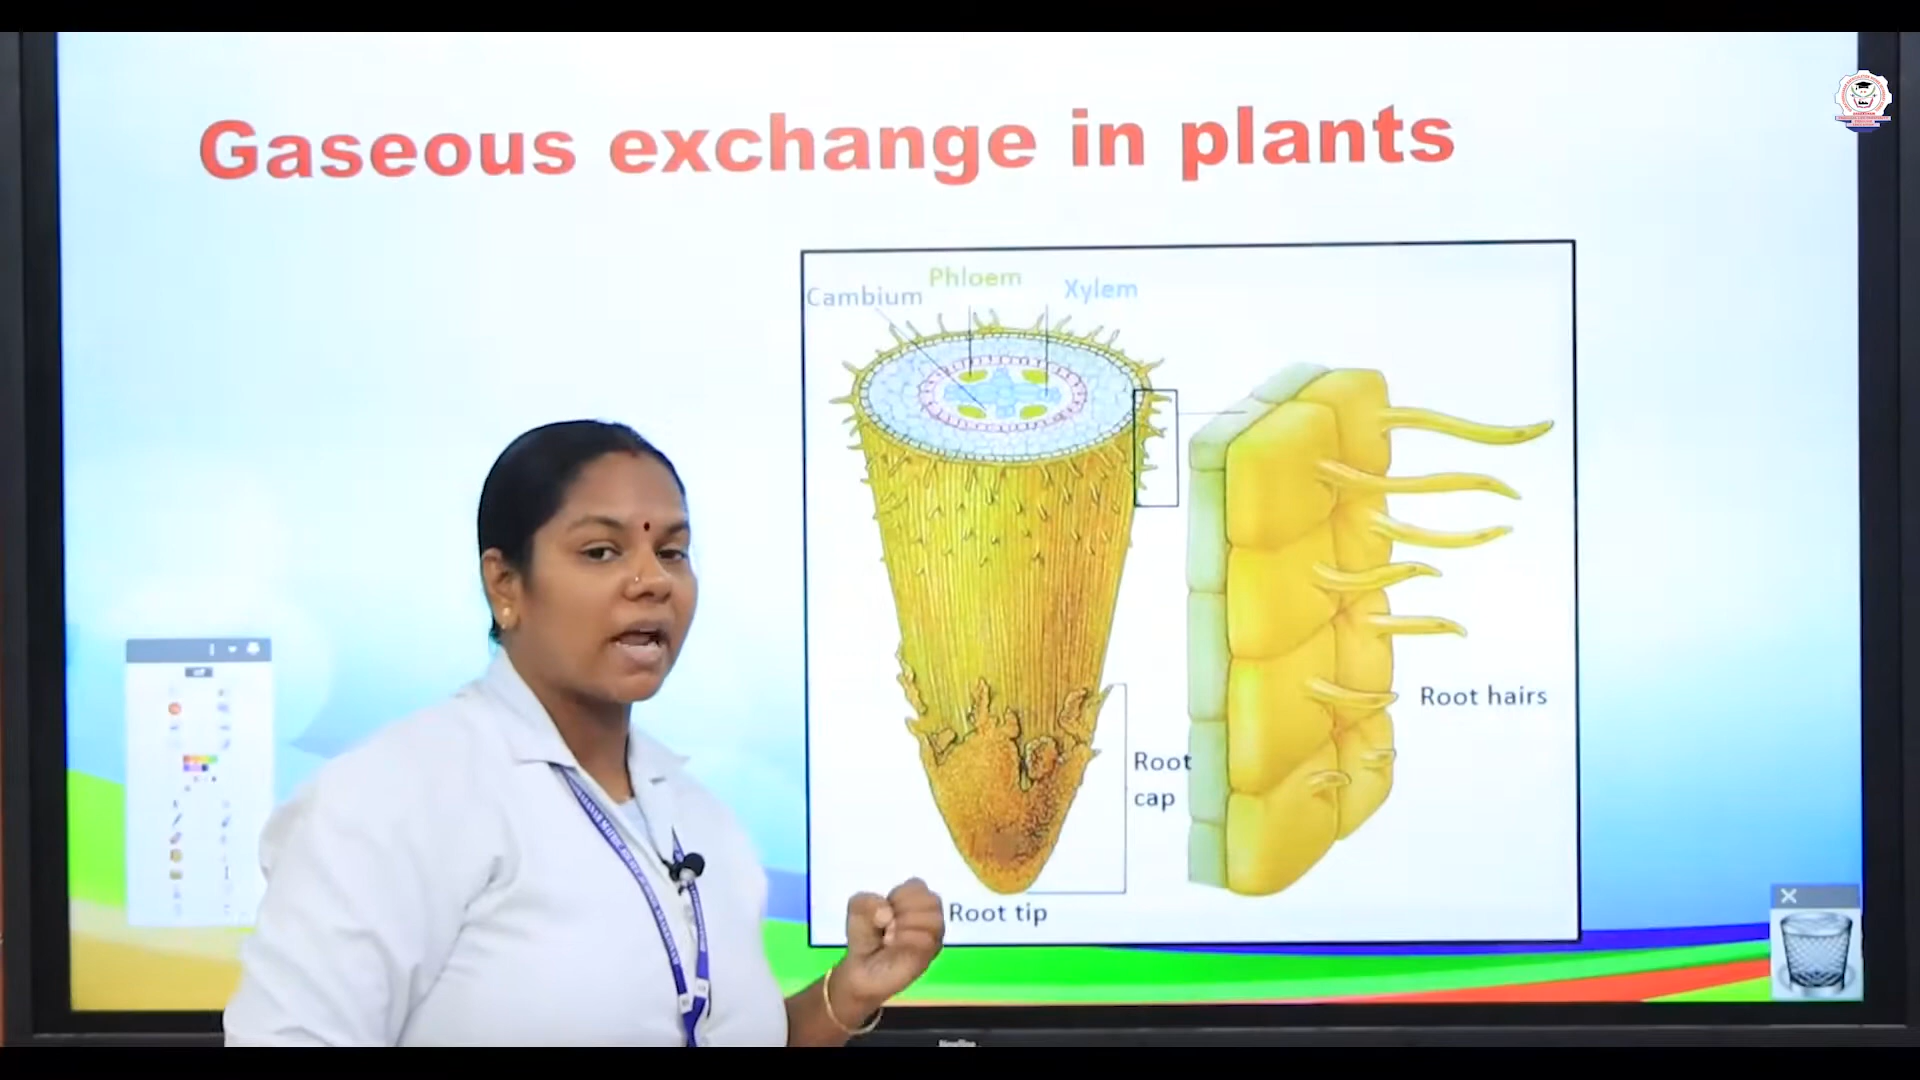 Gaseous exchange in plants
Phloem
Cambium
Xylem
Root hairs
Root
cap
Root tip